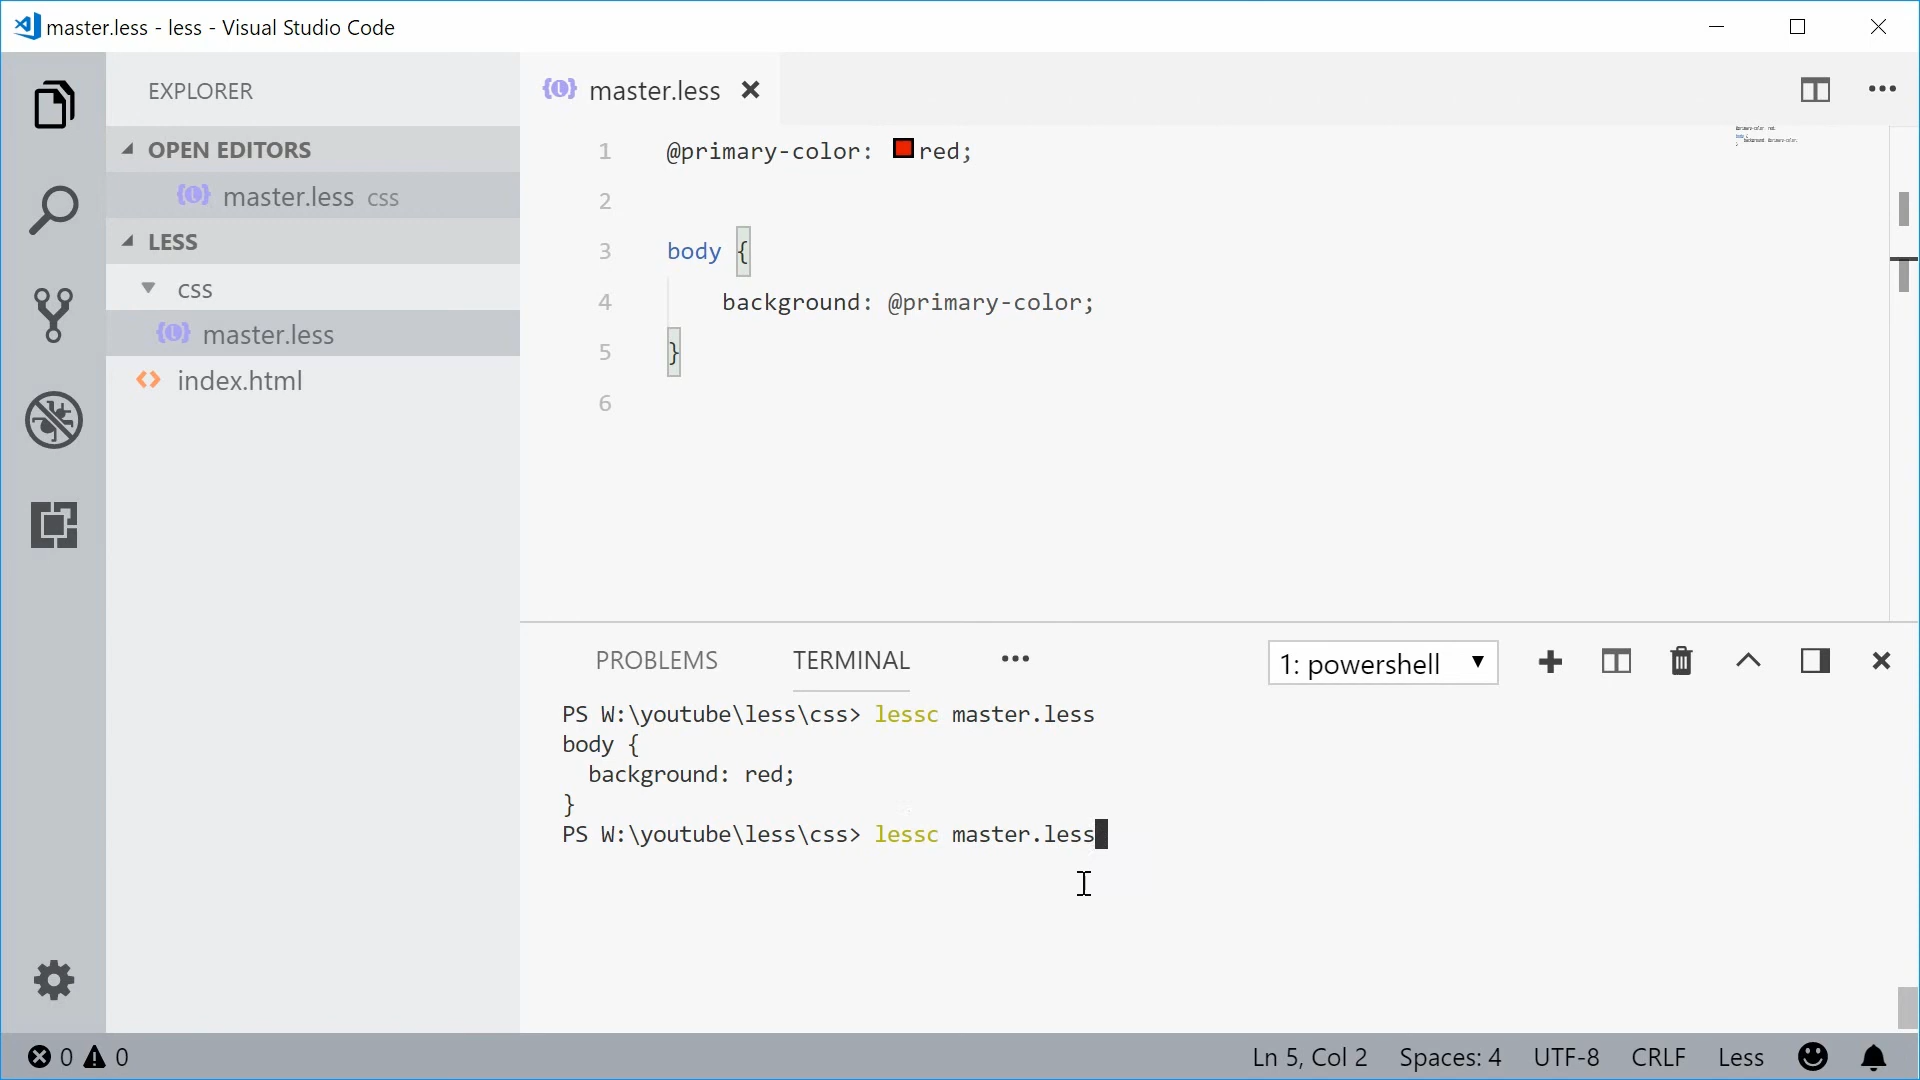 master.less - less - Visual Studio Code
EXPLORER
OPEN EDITORS
master.less css
LESS
css
master.less
index.html
master.less
1 @primary-color: red;
2
3 body {
4 background: @primary-color;
5 }
6
PROBLEMS TERMINAL
1: powershell
PS W:\youtube\less\css> lessc master.less
body {
background: red;
}
PS W:\youtube\less\css> lessc master.less
0 0
Ln 5, Col 2 Spaces: 4 UTF-8 CRLF Less